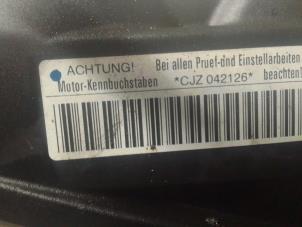 ACHTUNG! Bei allen Pruef-und Einstellarbeiten
Motor-Kennbuchstaben *CJZ 042126* beachten